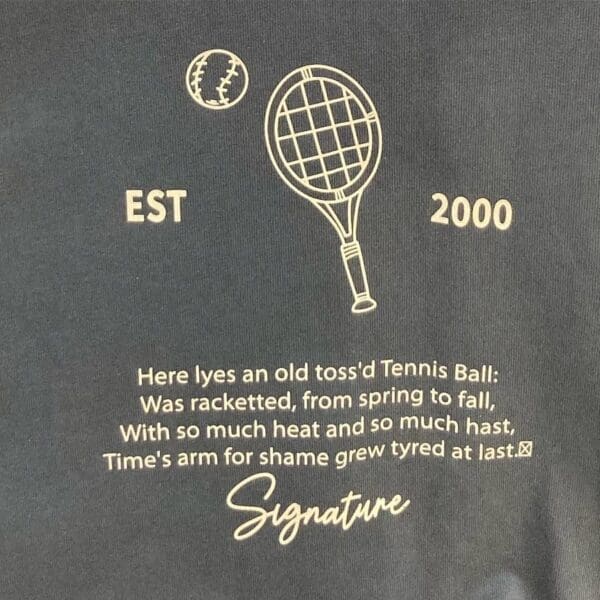 EST 2000
Here lyes an old toss'd Tennis Ball:
Was racketted, from spring to fall,
With so much heat and so much hast,
Time's arm for shame grew tyred at last.☒
Signature